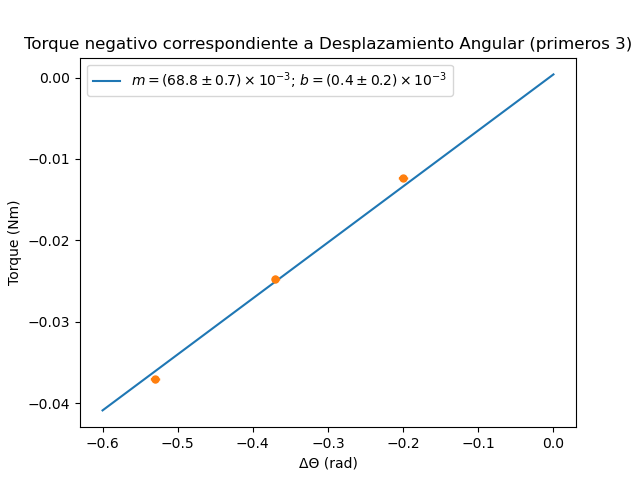 Torque negativo correspondiente a Desplazamiento Angular (primeros 3)
m = (68.8 ± 0.7) × 10⁻³; b = (0.4 ± 0.2) × 10⁻³
0.00
−0.01
−0.02
−0.03
−0.04
Torque (Nm)
−0.6 −0.5 −0.4 −0.3 −0.2 −0.1 0.0
ΔΘ (rad)